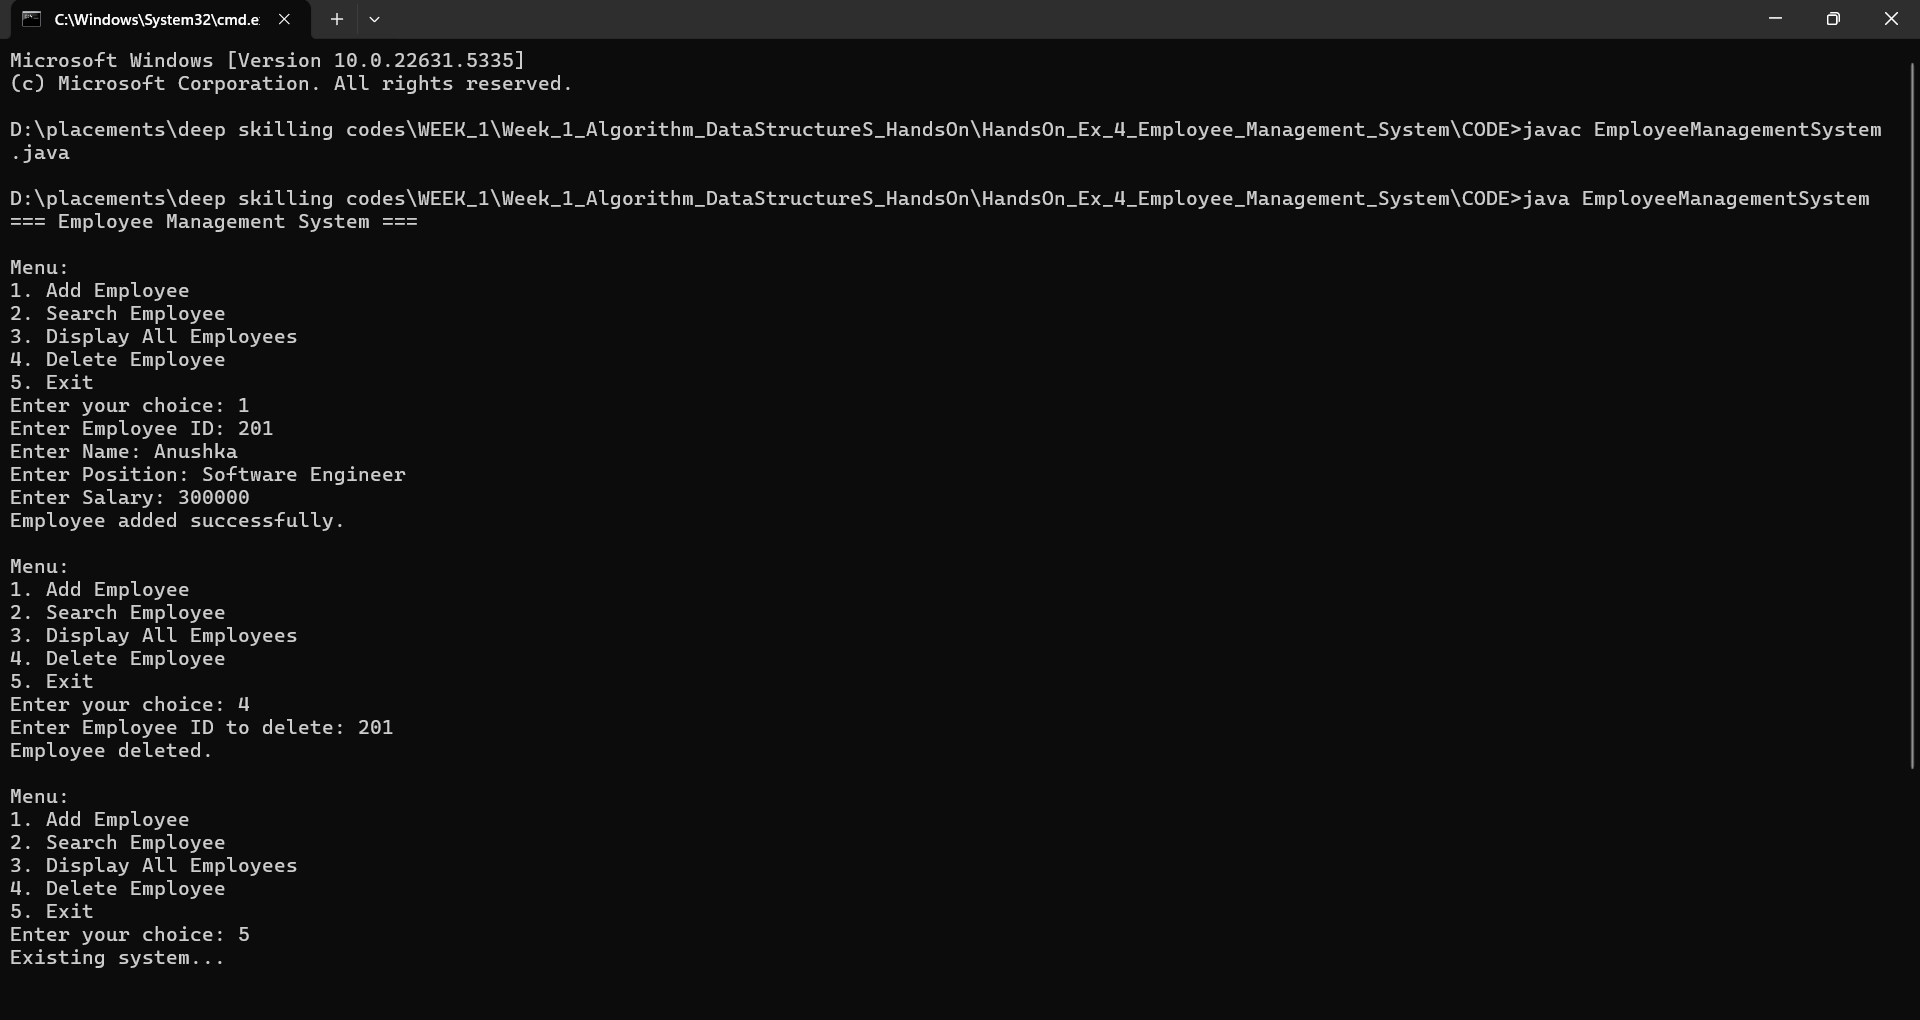 C:\Windows\System32\cmd.e
Microsoft Windows [Version 10.0.22631.5335]
(c) Microsoft Corporation. All rights reserved.
D:\placements\deep skilling codes\WEEK_1\Week_1_Algorithm_DataStructureS_HandsOn\HandsOn_Ex_4_Employee_Management_System\CODE>javac EmployeeManagementSystem
.java
D:\placements\deep skilling codes\WEEK_1\Week_1_Algorithm_DataStructureS_HandsOn\HandsOn_Ex_4_Employee_Management_System\CODE>java EmployeeManagementSystem
=== Employee Management System ===
Menu:
1. Add Employee
2. Search Employee
3. Display All Employees
4. Delete Employee
5. Exit
Enter your choice: 1
Enter Employee ID: 201
Enter Name: Anushka
Enter Position: Software Engineer
Enter Salary: 300000
Employee added successfully.
Menu:
1. Add Employee
2. Search Employee
3. Display All Employees
4. Delete Employee
5. Exit
Enter your choice: 4
Enter Employee ID to delete: 201
Employee deleted.
Menu:
1. Add Employee
2. Search Employee
3. Display All Employees
4. Delete Employee
5. Exit
Enter your choice: 5
Existing system...